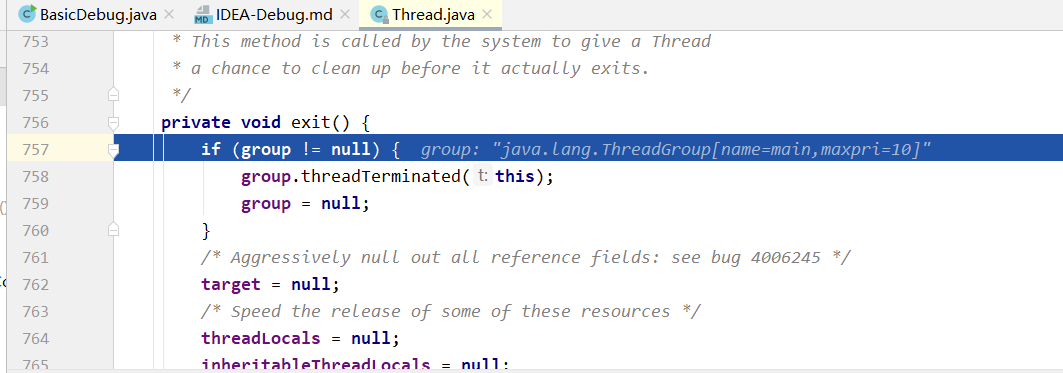 BasicDebug.java × IDEA-Debug.md × Thread.java ×
753 * This method is called by the system to give a Thread
754 * a chance to clean up before it actually exits.
755 */
756 private void exit() {
757 if (group != null) { group: "java.lang.ThreadGroup[name=main,maxpri=10]"
758 group.threadTerminated( t: this);
759 group = null;
760 }
761 /* Aggressively null out all reference fields: see bug 4006245 */
762 target = null;
763 /* Speed the release of some of these resources */
764 threadLocals = null;
765 inheritableThreadLocals = null;